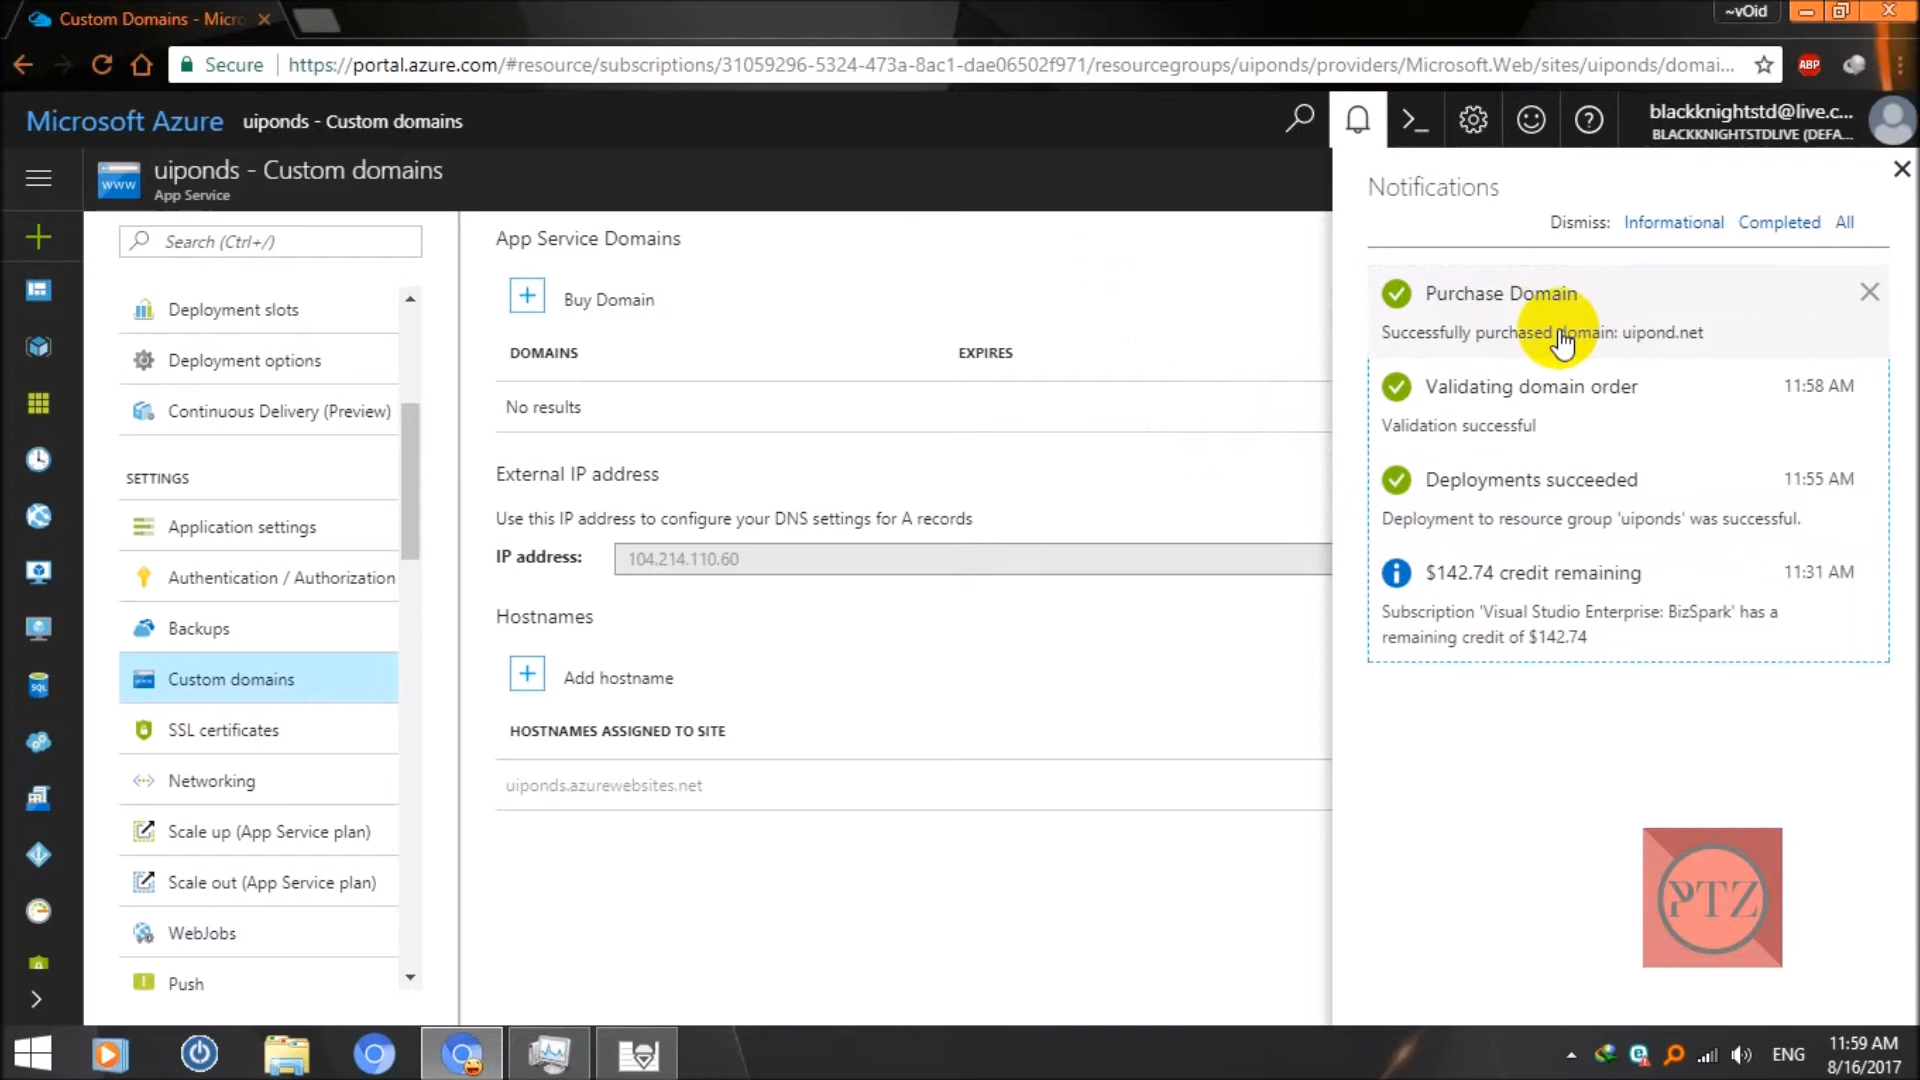 Custom Domains - Micro
~vOid
Secure
https://portal.azure.com/#resource/subscriptions/31059296-5324-473a-8ac1-dae06502f971/resourcegroups/uiponds/providers/Microsoft.Web/sites/uiponds/domai...
ABP
Microsoft Azure
uiponds - Custom domains
blackknightstd@live.c...
BLACKKNIGHTSTDLIVE (DEFA...
www
uiponds - Custom domains
App Service
Search (Ctrl+/)
Deployment slots
Deployment options
Continuous Delivery (Preview)
SETTINGS
Application settings
Authentication / Authorization
Backups
Custom domains
SSL certificates
Networking
Scale up (App Service plan)
Scale out (App Service plan)
WebJobs
Push
SQL
App Service Domains
Buy Domain
DOMAINS
EXPIRES
No results
External IP address
Use this IP address to configure your DNS settings for A records
IP address:
104.214.110.60
Hostnames
Add hostname
HOSTNAMES ASSIGNED TO SITE
uiponds.azurewebsites.net
Notifications
Dismiss: Informational Completed All
Purchase Domain
Successfully purchased domain: uipond.net
Validating domain order 11:58 AM
Validation successful
Deployments succeeded 11:55 AM
Deployment to resource group 'uiponds' was successful.
$142.74 credit remaining 11:31 AM
Subscription 'Visual Studio Enterprise: BizSpark' has a
remaining credit of $142.74
PTZ
ENG
11:59 AM
8/16/2017